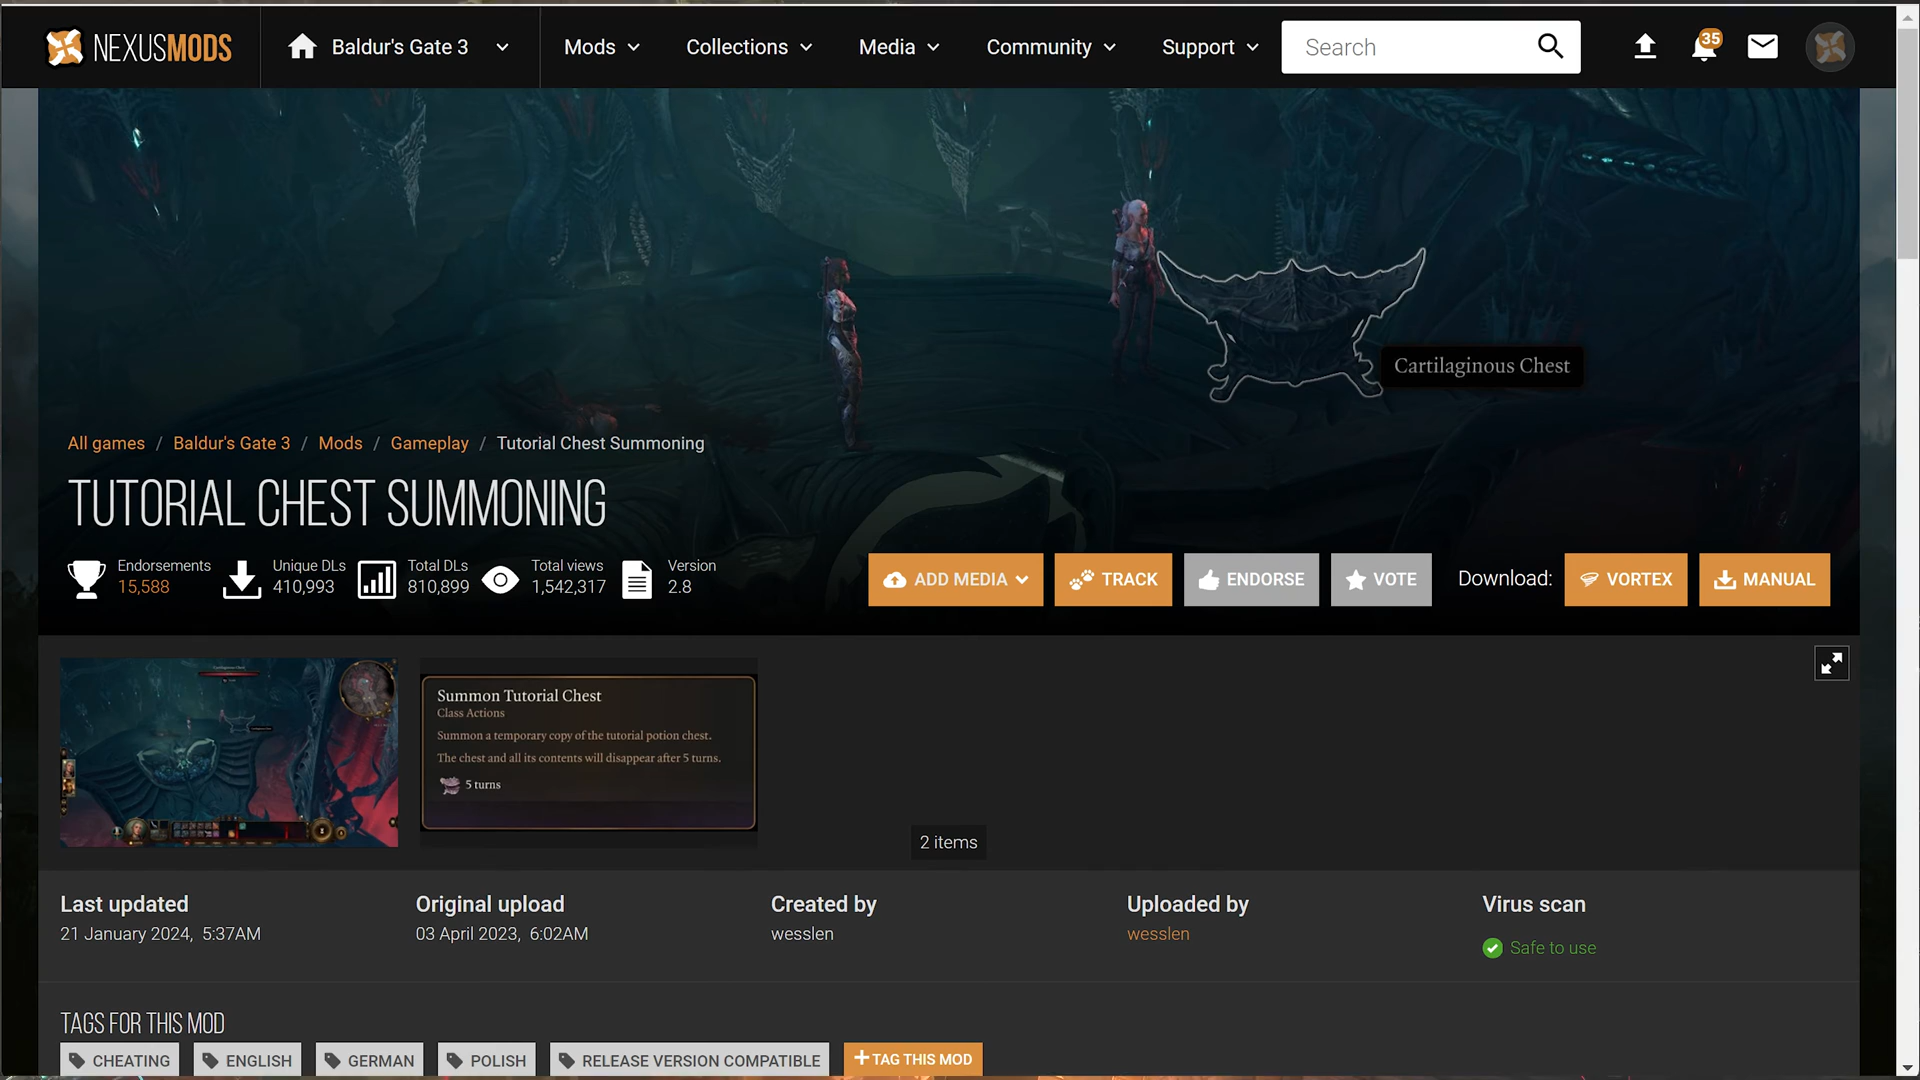 NEXUSMODS
Baldur's Gate 3
Mods
Collections
Media
Community
Support
Search
35
Cartilaginous Chest
All games / Baldur's Gate 3 / Mods / Gameplay / Tutorial Chest Summoning
TUTORIAL CHEST SUMMONING
Endorsements
15,588
Unique DLs
410,993
Total DLs
810,899
Total views
1,542,317
Version
2.8
ADD MEDIA
TRACK
ENDORSE
VOTE
Download:
VORTEX
MANUAL
Summon Tutorial Chest
Class Actions
Summon a temporary copy of the tutorial potion chest.
The chest and all its contents will disappear after 5 turns.
5 turns
2 items
Last updated
21 January 2024, 5:37AM
Original upload
03 April 2023, 6:02AM
Created by
wesslen
Uploaded by
wesslen
Virus scan
Safe to use
TAGS FOR THIS MOD
CHEATING
ENGLISH
GERMAN
POLISH
RELEASE VERSION COMPATIBLE
+TAG THIS MOD